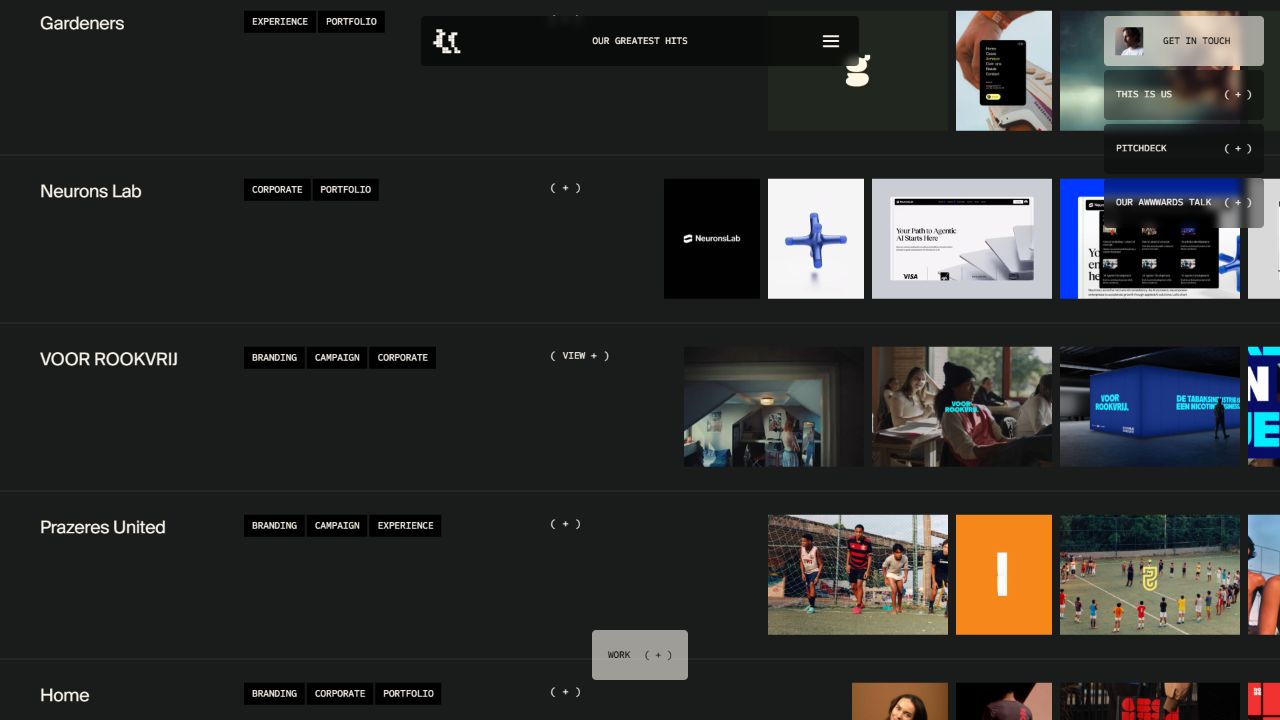 Gardeners
EXPERIENCE
PORTFOLIO
OUR GREATEST HITS
GET IN TOUCH
THIS IS US
( + )
PITCHDECK
( + )
OUR AWWWARDS TALK
( + )
Neurons Lab
CORPORATE
PORTFOLIO
( + )
NeuronsLab
Your Path to Agentic
AI Starts Here
VISA
VOOR ROOKVRIJ
BRANDING
CAMPAIGN
CORPORATE
( VIEW + )
VOOR
ROOKVRIJ.
VOOR
ROOKVRIJ.
Prazeres United
BRANDING
CAMPAIGN
EXPERIENCE
( + )
WORK
( + )
Home
BRANDING
CORPORATE
PORTFOLIO
( + )